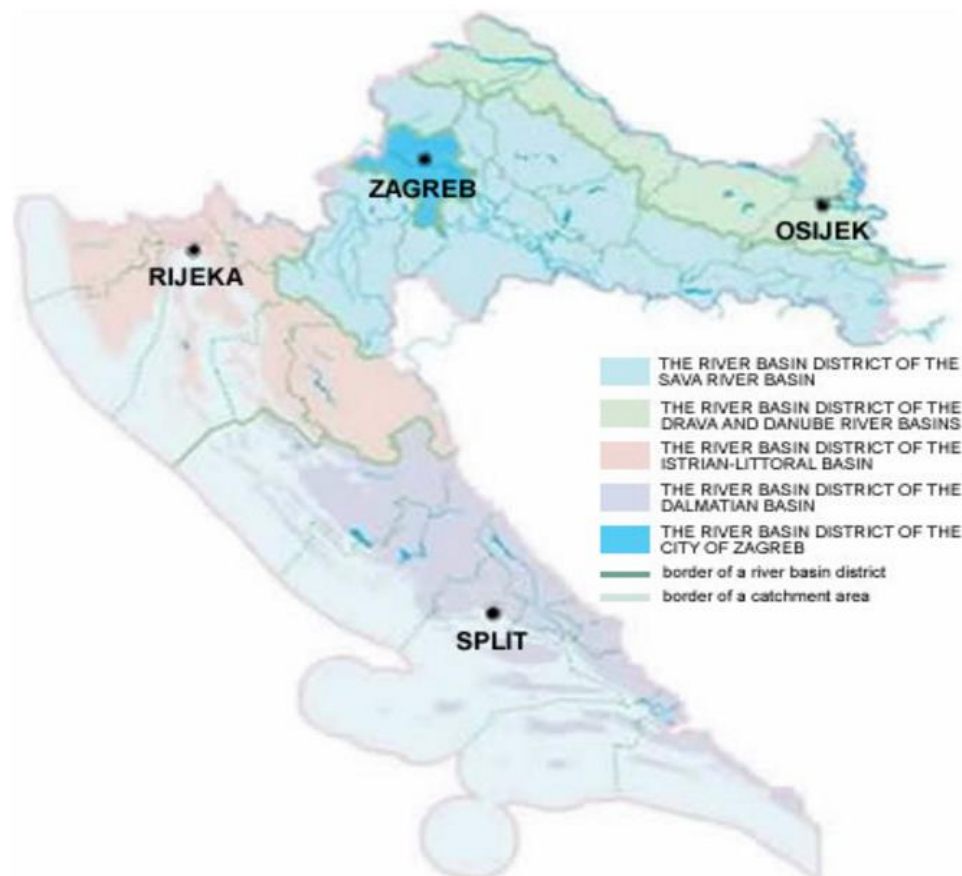 ZAGREB
OSIJEK
RIJEKA
THE RIVER BASIN DISTRICT OF THE
SAVA RIVER BASIN
THE RIVER BASIN DISTRICT OF THE
DRAVA AND DANUBE RIVER BASINS
THE RIVER BASIN DISTRICT OF THE
ISTRIAN-LITTORAL BASIN
THE RIVER BASIN DISTRICT OF THE
DALMATIAN BASIN
THE RIVER BASIN DISTRICT OF THE
CITY OF ZAGREB
border of a river basin district
border of a catchment area
SPLIT